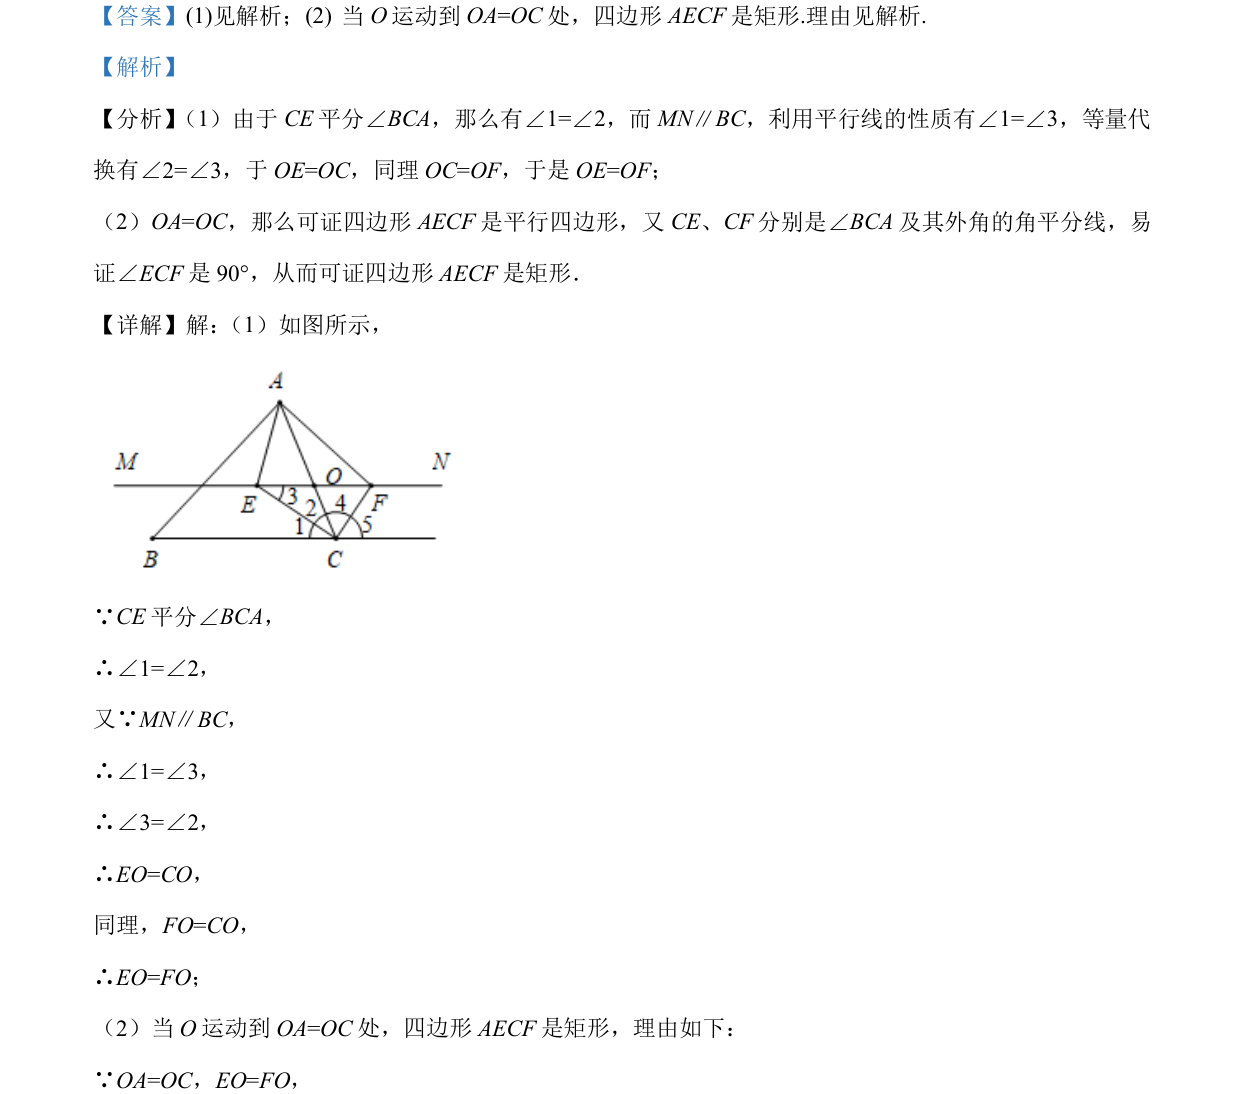 【答案】(1)见解析；(2) 当 O 运动到 OA=OC 处，四边形 AECF 是矩形.理由见解析.
【解析】
【分析】（1）由于 CE 平分∠BCA，那么有∠1=∠2，而 MN∥BC，利用平行线的性质有∠1=∠3，等量代
换有∠2=∠3，于 OE=OC，同理 OC=OF，于是 OE=OF；
（2）OA=OC，那么可证四边形 AECF 是平行四边形，又 CE、CF 分别是∠BCA 及其外角的角平分线，易
证∠ECF 是 90°，从而可证四边形 AECF 是矩形．
【详解】解：（1）如图所示，
A
M
N
O
E
3
2
4
F
1
5
B
C
∵CE 平分∠BCA，
∴∠1=∠2，
又∵MN∥BC，
∴∠1=∠3，
∴∠3=∠2，
∴EO=CO，
同理，FO=CO，
∴EO=FO；
（2）当 O 运动到 OA=OC 处，四边形 AECF 是矩形，理由如下：
∵OA=OC，EO=FO，